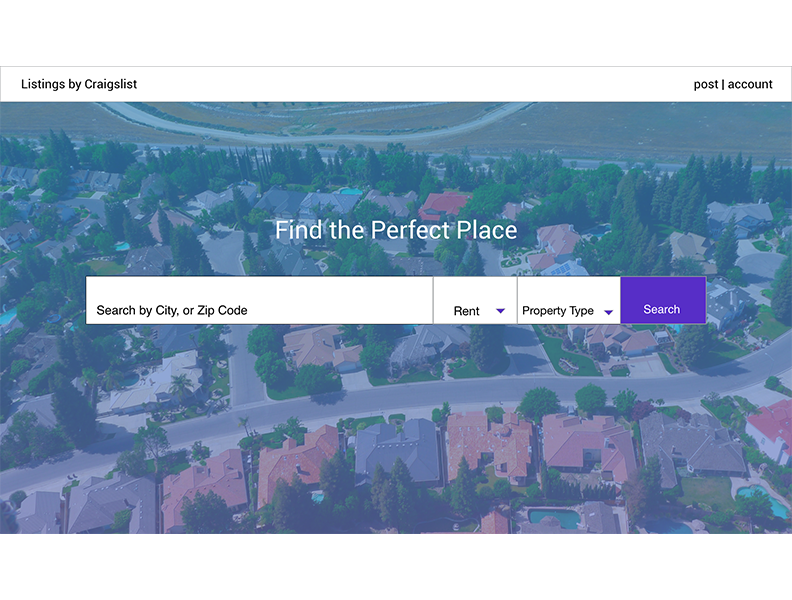 Listings by Craigslist
post | account
Find the Perfect Place
Search by City, or Zip Code
Rent
Property Type
Search